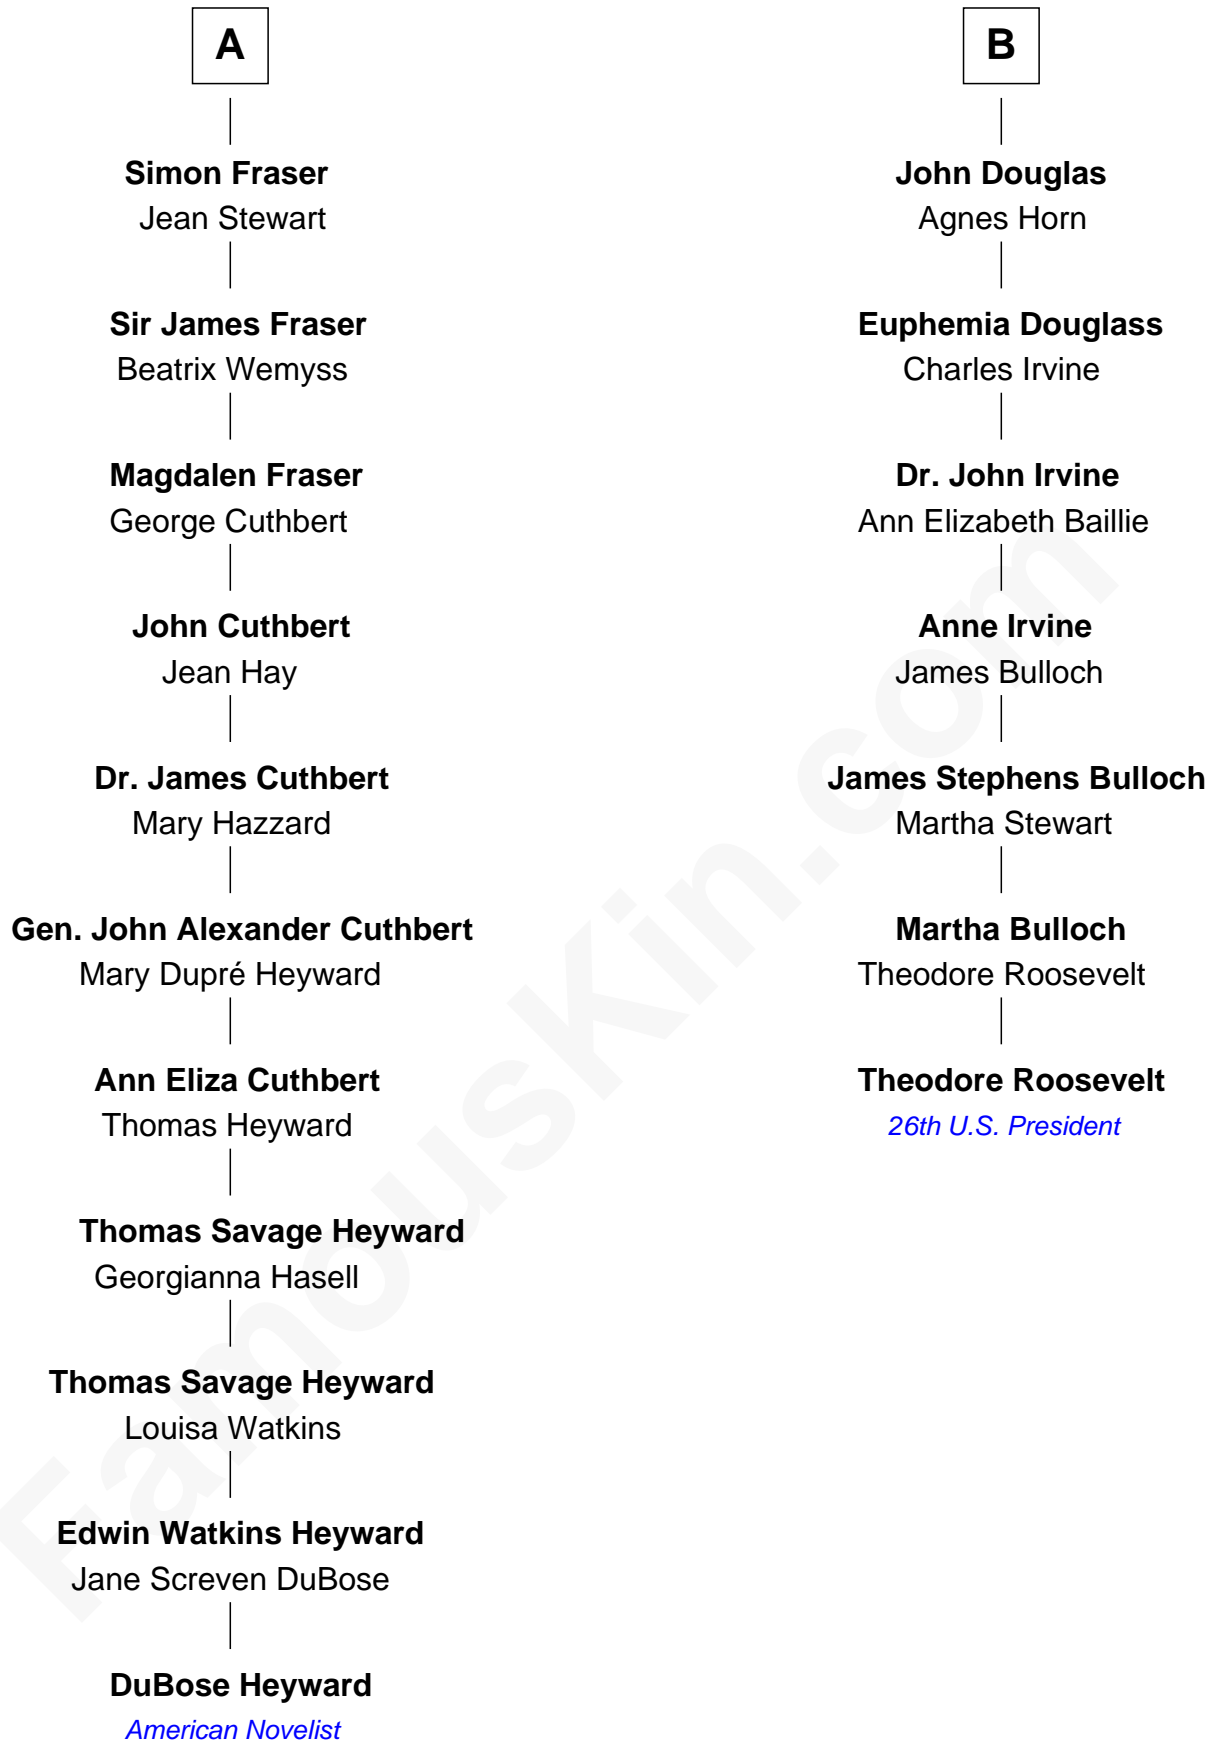 A
Simon Fraser
Jean Stewart
Sir James Fraser
Beatrix Wemyss
Magdalen Fraser
George Cuthbert
John Cuthbert
Jean Hay
Dr. James Cuthbert
Mary Hazzard
Gen. John Alexander Cuthbert
Mary Dupré Heyward
Ann Eliza Cuthbert
Thomas Heyward
Thomas Savage Heyward
Georgianna Hasell
Thomas Savage Heyward
Louisa Watkins
Edwin Watkins Heyward
Jane Screven DuBose
DuBose Heyward
American Novelist
B
John Douglas
Agnes Horn
Euphemia Douglass
Charles Irvine
Dr. John Irvine
Ann Elizabeth Baillie
Anne Irvine
James Bulloch
James Stephens Bulloch
Martha Stewart
Martha Bulloch
Theodore Roosevelt
Theodore Roosevelt
26th U.S. President
FamousKin.com